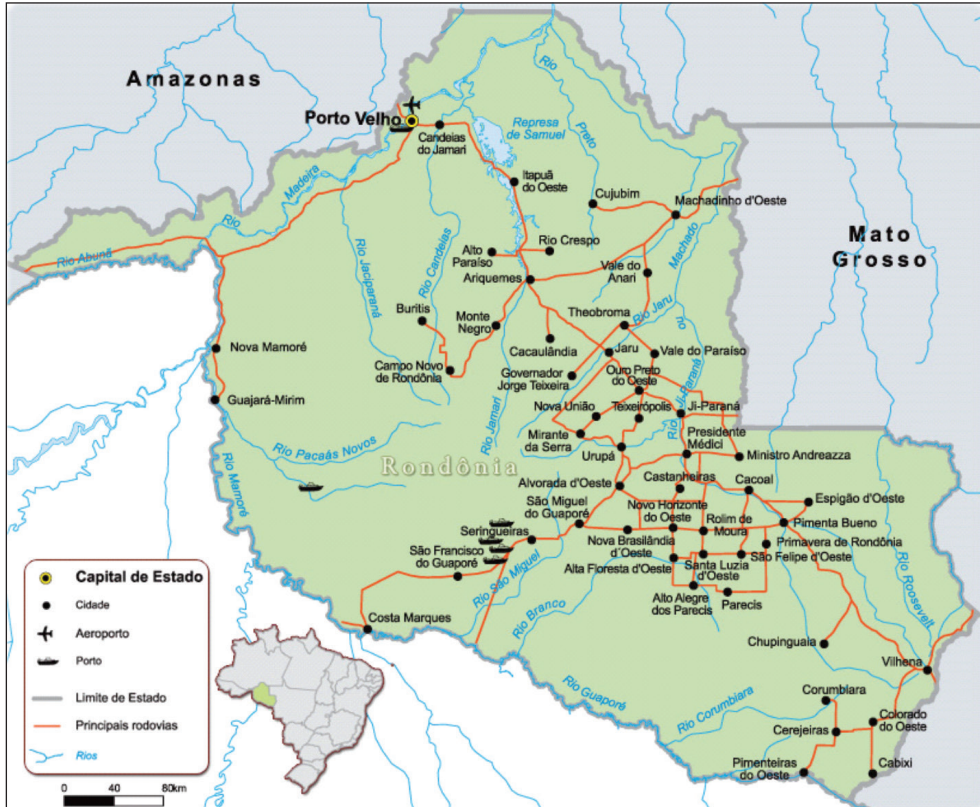 Amazonas
Porto Velho
Candeias
do Jamari
Represa
de Samuel
Rio
Preto
Rio
Madeira
Itapuã
do Oeste
Cujubim
Machadinho d'Oeste
Mato
Grosso
Rio Abunã
Rio Jaciparaná
Rio Candeias
Alto
Paraíso
Rio Crespo
Ariquemes
Vale do
Anari
Machado
Buritis
Monte
Negro
Theobroma
Rio Jaru
ou
Nova Mamoré
Cacaulândia
Jaru
Vale do Paraíso
Campo Novo
de Rondônia
Governador
Jorge Teixeira
Ouro Preto
do Oeste
Guajará-Mirim
Rio Jamari
Nova União
Teixeirópolis
Ji-Paraná
Rio
Ji-Paraná
Rio Pacaás Novos
Mirante
da Serra
Urupá
Presidente
Médici
Ministro Andreazza
Rondônia
Rio Mamoré
Alvorada d'Oeste
Castanheiras
Cacoal
Espigão d'Oeste
São Miguel
do Guaporé
Novo Horizonte
do Oeste
Rolim de
Moura
Pimenta Bueno
Seringueiras
Nova Brasilândia
d'Oeste
Primavera de Rondônia
São Francisco
do Guaporé
Alta Floresta d'Oeste
Santa Luzia
d'Oeste
São Felipe d'Oeste
Rio São Miguel
Rio Branco
Alto Alegre
dos Parecis
Parecis
Rio Roosevelt
Costa Marques
Chupinguaia
Vilhena
Rio Guaporé
Rio Corumbiara
Corumbiara
Colorado
do Oeste
Cerejeiras
Pimenteiras
do Oeste
Cabixi
Capital de Estado
Cidade
Aeroporto
Porto
Limite de Estado
Principais rodovias
Rios
0 40 80km